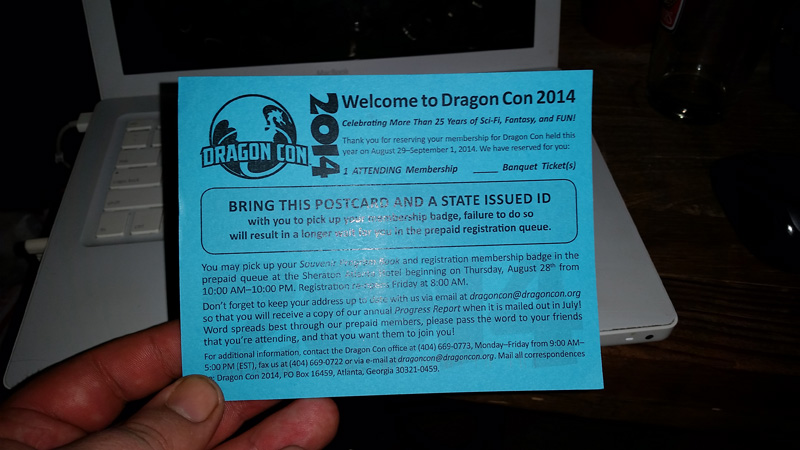 DRAGON CON
2014
Welcome to Dragon Con 2014
Celebrating More Than 25 Years of Sci-Fi, Fantasy, and FUN!
Thank you for reserving your membership for Dragon Con held this
year on August 29–September 1, 2014. We have reserved for you:
1 ATTENDING Membership _____ Banquet Ticket(s)
BRING THIS POSTCARD AND A STATE ISSUED ID
with you to pick up your membership badge, failure to do so
will result in a longer wait for you in the prepaid registration queue.
You may pick up your Souvenir Program Book and registration membership badge in the
prepaid queue at the Sheraton Atlanta Hotel beginning on Thursday, August 28th from
10:00 AM–10:00 PM. Registration re-opens Friday at 8:00 AM.
Don't forget to keep your address up to date with us via email at dragoncon@dragoncon.org
so that you will receive a copy of our annual Progress Report when it is mailed out in July!
Word spreads best through our prepaid members, please pass the word to your friends
that you're attending, and that you want them to join you!
For additional information, contact the Dragon Con office at (404) 669-0773, Monday–Friday from 9:00 AM–
5:00 PM (EST), fax us at (404) 669-0722 or via e-mail at dragoncon@dragoncon.org. Mail all correspondences
Dragon Con 2014, PO Box 16459, Atlanta, Georgia 30321-0459.